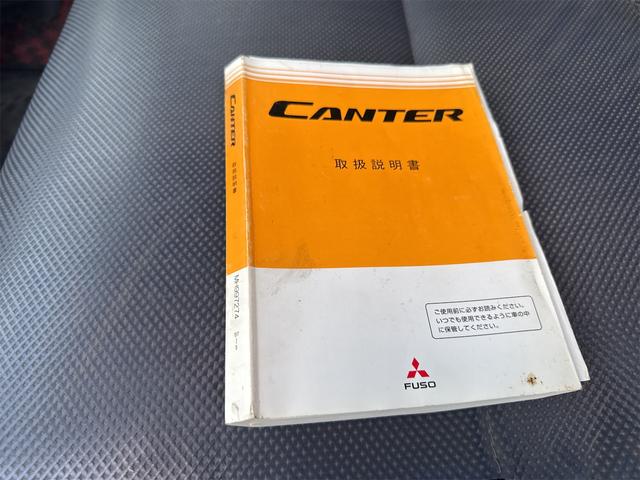 CANTER
取扱説明書
ご使用前に必ずお読みください。
いつでも使用できるように車の中
に保管してください。
FUSO
CANTER
取扱説明書